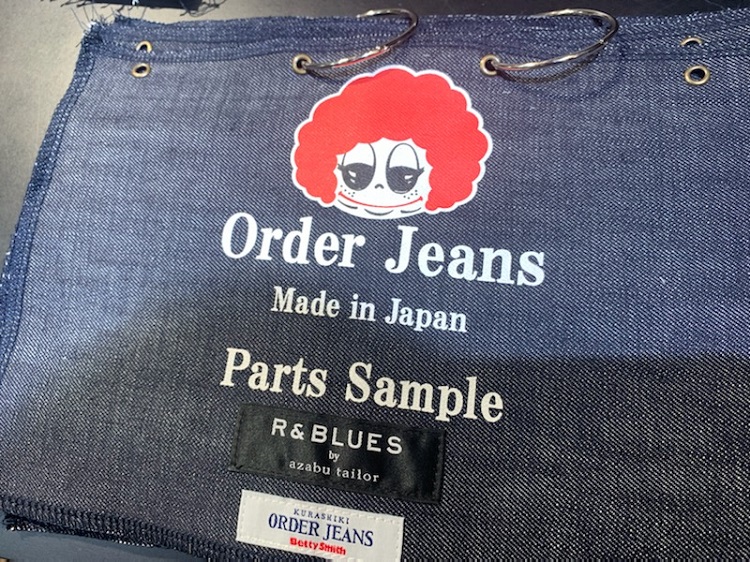 Order Jeans
Made in Japan
Parts Sample
R&BLUES
by
azabu tailor
KURASHIKI
ORDER JEANS
Betty Smith